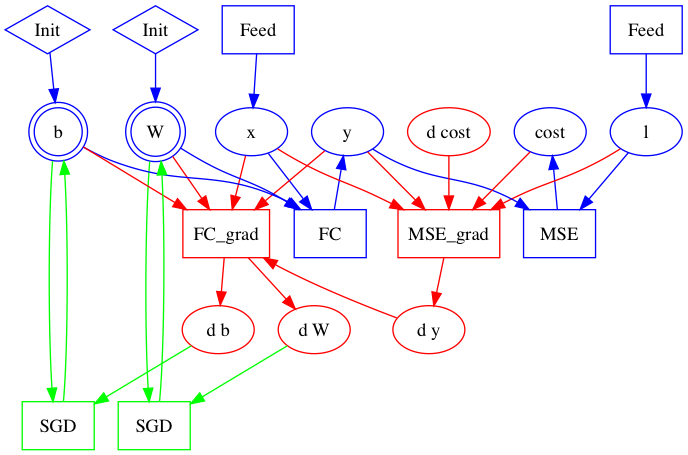 Init
Init
Feed
Feed
b
W
x
y
d cost
cost
l
FC_grad
FC
MSE_grad
MSE
d b
d W
d y
SGD
SGD